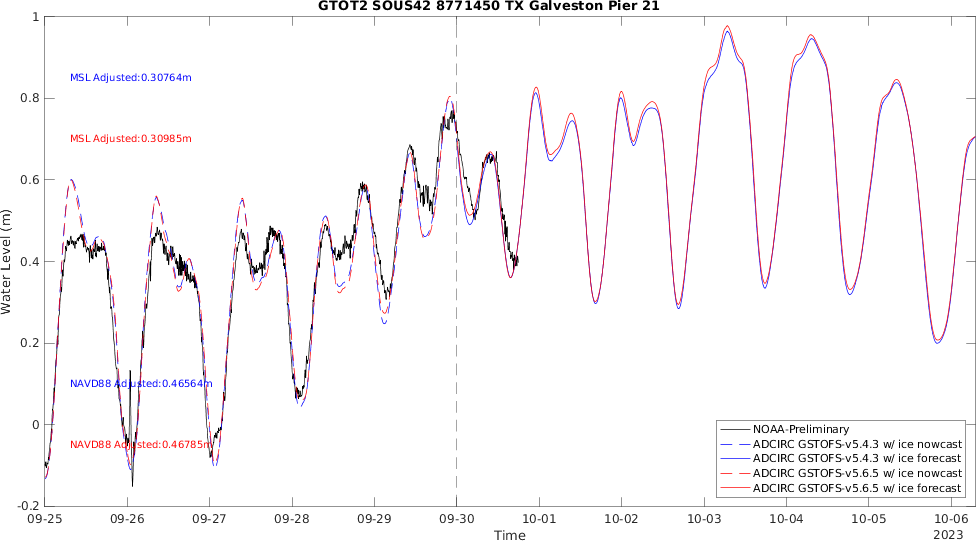 GTOT2 SOUS42 8771450 TX Galveston Pier 21
1
0.8
0.6
0.4
0.2
0
-0.2
Water Level (m)
MSL Adjusted:0.30764m
MSL Adjusted:0.30985m
NAVD88 Adjusted:0.46564m
NAVD88 Adjusted:0.46785m
NOAA-Preliminary
ADCIRC GSTOFS-v5.4.3 w/ ice nowcast
ADCIRC GSTOFS-v5.4.3 w/ ice forecast
ADCIRC GSTOFS-v5.6.5 w/ ice nowcast
ADCIRC GSTOFS-v5.6.5 w/ ice forecast
09-25 09-26 09-27 09-28 09-29 09-30 10-01 10-02 10-03 10-04 10-05 10-06
Time
2023